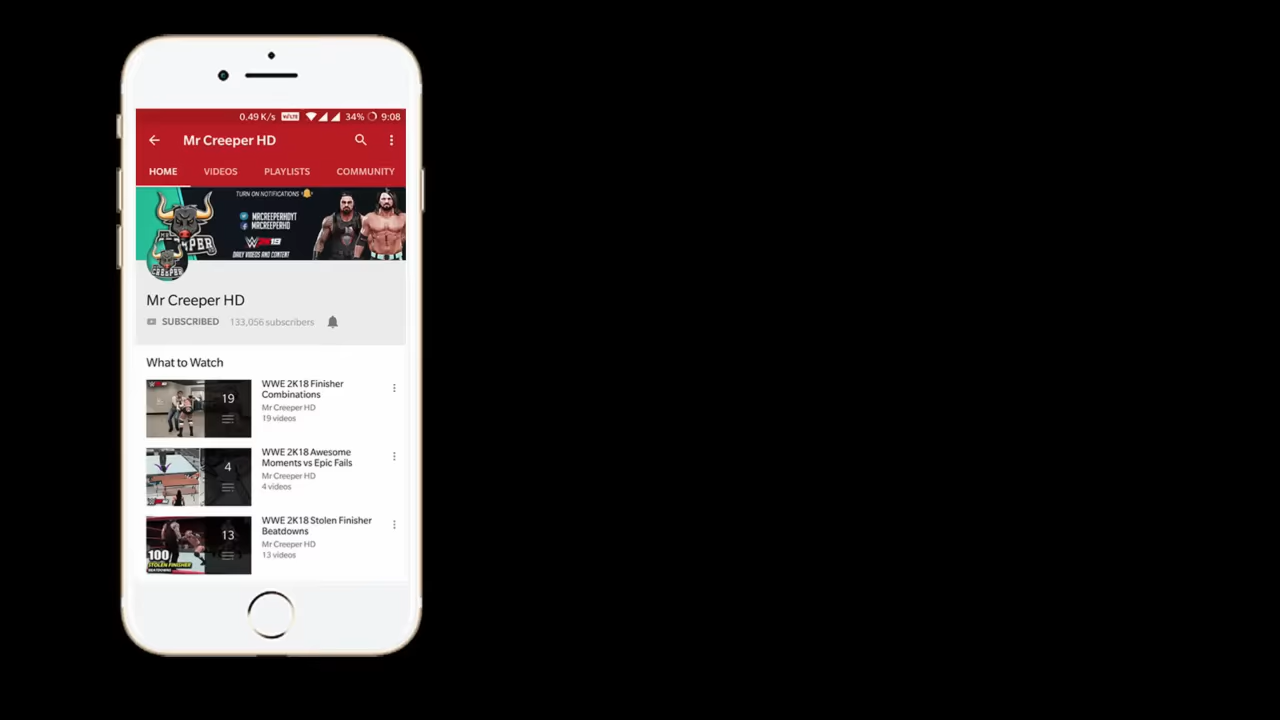 0.49 K/s VoLTE 34% 9:08
Mr Creeper HD
HOME VIDEOS PLAYLISTS COMMUNITY
TURN ON NOTIFICATIONS
MRCREEPERHDYT
MRCREEPERHD
W2K19
DAILY VIDEOS AND CONTENT
CREEPER
Mr Creeper HD
SUBSCRIBED 133,056 subscribers
What to Watch
19
WWE 2K18 Finisher
Combinations
Mr Creeper HD
19 videos
4
WWE 2K18 Awesome
Moments vs Epic Fails
Mr Creeper HD
4 videos
13
100
STOLEN FINISHER
WWE 2K18 Stolen Finisher
Beatdowns
Mr Creeper HD
13 videos